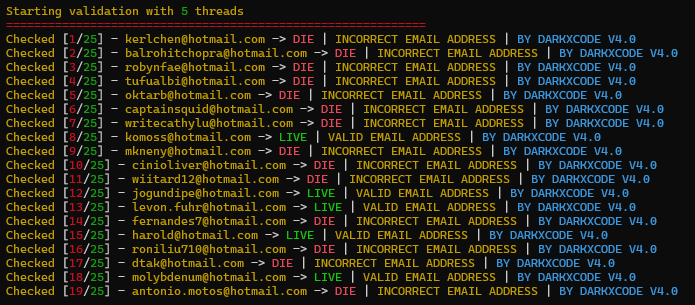 Starting validation with 5 threads
============================================================
Checked [1/25] - kerlchen@hotmail.com -> DIE | INCORRECT EMAIL ADDRESS | BY DARKXCODE V4.0
Checked [2/25] - balrohitchopra@hotmail.com -> DIE | INCORRECT EMAIL ADDRESS | BY DARKXCODE V4.0
Checked [3/25] - robynfae@hotmail.com -> DIE | INCORRECT EMAIL ADDRESS | BY DARKXCODE V4.0
Checked [4/25] - tufualbi@hotmail.com -> DIE | INCORRECT EMAIL ADDRESS | BY DARKXCODE V4.0
Checked [5/25] - oktarb@hotmail.com -> DIE | INCORRECT EMAIL ADDRESS | BY DARKXCODE V4.0
Checked [6/25] - captainsquid@hotmail.com -> DIE | INCORRECT EMAIL ADDRESS | BY DARKXCODE V4.0
Checked [7/25] - writecathylu@hotmail.com -> DIE | INCORRECT EMAIL ADDRESS | BY DARKXCODE V4.0
Checked [8/25] - komoss@hotmail.com -> LIVE | VALID EMAIL ADDRESS | BY DARKXCODE V4.0
Checked [9/25] - mkneny@hotmail.com -> DIE | INCORRECT EMAIL ADDRESS | BY DARKXCODE V4.0
Checked [10/25] - cinioliver@hotmail.com -> DIE | INCORRECT EMAIL ADDRESS | BY DARKXCODE V4.0
Checked [11/25] - wiitard12@hotmail.com -> DIE | INCORRECT EMAIL ADDRESS | BY DARKXCODE V4.0
Checked [12/25] - jogundipe@hotmail.com -> LIVE | VALID EMAIL ADDRESS | BY DARKXCODE V4.0
Checked [13/25] - levon.fuhr@hotmail.com -> LIVE | VALID EMAIL ADDRESS | BY DARKXCODE V4.0
Checked [14/25] - fernandes7@hotmail.com -> DIE | INCORRECT EMAIL ADDRESS | BY DARKXCODE V4.0
Checked [15/25] - harold@hotmail.com -> LIVE | VALID EMAIL ADDRESS | BY DARKXCODE V4.0
Checked [16/25] - roniliu710@hotmail.com -> DIE | INCORRECT EMAIL ADDRESS | BY DARKXCODE V4.0
Checked [17/25] - dtak@hotmail.com -> DIE | INCORRECT EMAIL ADDRESS | BY DARKXCODE V4.0
Checked [18/25] - molybdenum@hotmail.com -> LIVE | VALID EMAIL ADDRESS | BY DARKXCODE V4.0
Checked [19/25] - antonio.motos@hotmail.com -> DIE | INCORRECT EMAIL ADDRESS | BY DARKXCODE V4.0